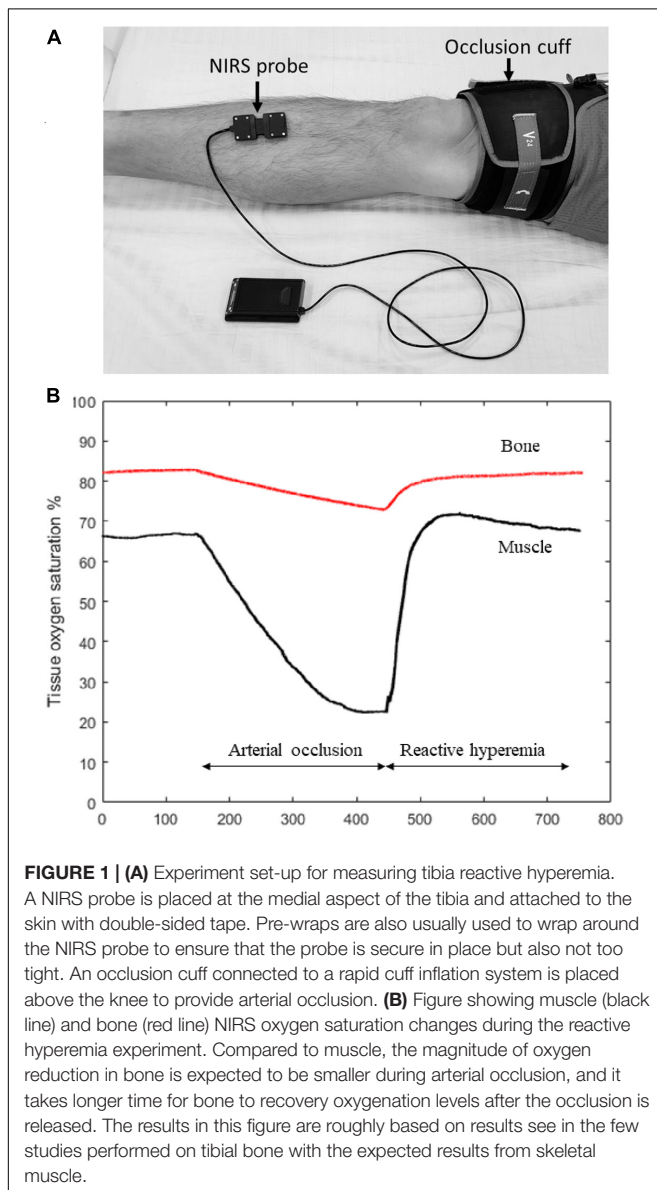 A
NIRS probe
Occlusion cuff
V24
B
100
90
80
70
60
50
40
30
20
10
0
Tissue oxygen saturation %
Bone
Muscle
Arterial occlusion
Reactive hyperemia
0 100 200 300 400 500 600 700 800
FIGURE 1 | (A) Experiment set-up for measuring tibia reactive hyperemia.
A NIRS probe is placed at the medial aspect of the tibia and attached to the
skin with double-sided tape. Pre-wraps are also usually used to wrap around
the NIRS probe to ensure that the probe is secure in place but also not too
tight. An occlusion cuff connected to a rapid cuff inflation system is placed
above the knee to provide arterial occlusion. (B) Figure showing muscle (black
line) and bone (red line) NIRS oxygen saturation changes during the reactive
hyperemia experiment. Compared to muscle, the magnitude of oxygen
reduction in bone is expected to be smaller during arterial occlusion, and it
takes longer time for bone to recovery oxygenation levels after the occlusion is
released. The results in this figure are roughly based on results see in the few
studies performed on tibial bone with the expected results from skeletal
muscle.